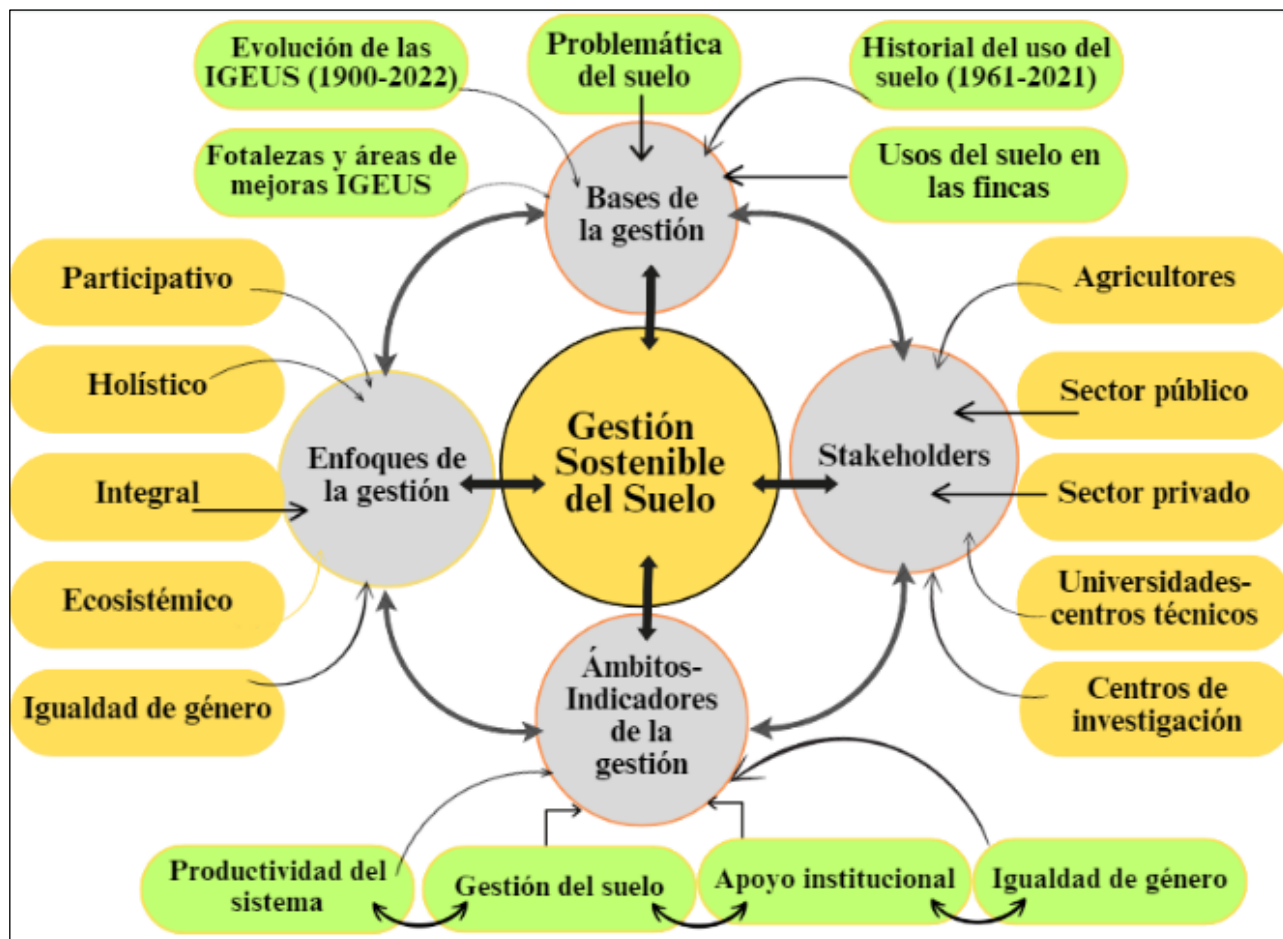 Evolución de las
IGEUS (1900-2022)
Problemática
del suelo
Historial del uso del
suelo (1961-2021)
Fotalezas y áreas de
mejoras IGEUS
Usos del suelo en
las fincas
Bases de
la gestión
Participativo
Holístico
Integral
Ecosistémico
Igualdad de género
Enfoques de
la gestión
Gestión
Sostenible
del Suelo
Stakeholders
Agricultores
Sector público
Sector privado
Universidades-
centros técnicos
Centros de
investigación
Ámbitos-
Indicadores
de la
gestión
Productividad del
sistema
Gestión del suelo
Apoyo institucional
Igualdad de género